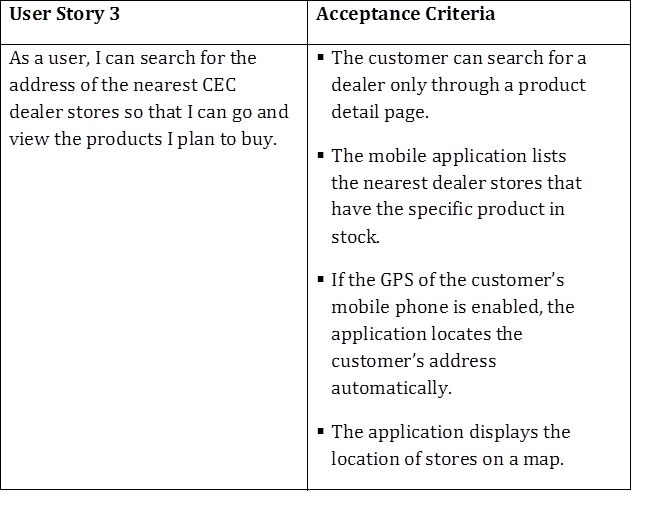 User Story 3
Acceptance Criteria
As a user, I can search for the
address of the nearest CEC
dealer stores so that I can go and
view the products I plan to buy.
▪ The customer can search for a
dealer only through a product
detail page.
▪ The mobile application lists
the nearest dealer stores that
have the specific product in
stock.
▪ If the GPS of the customer’s
mobile phone is enabled, the
application locates the
customer’s address
automatically.
▪ The application displays the
location of stores on a map.